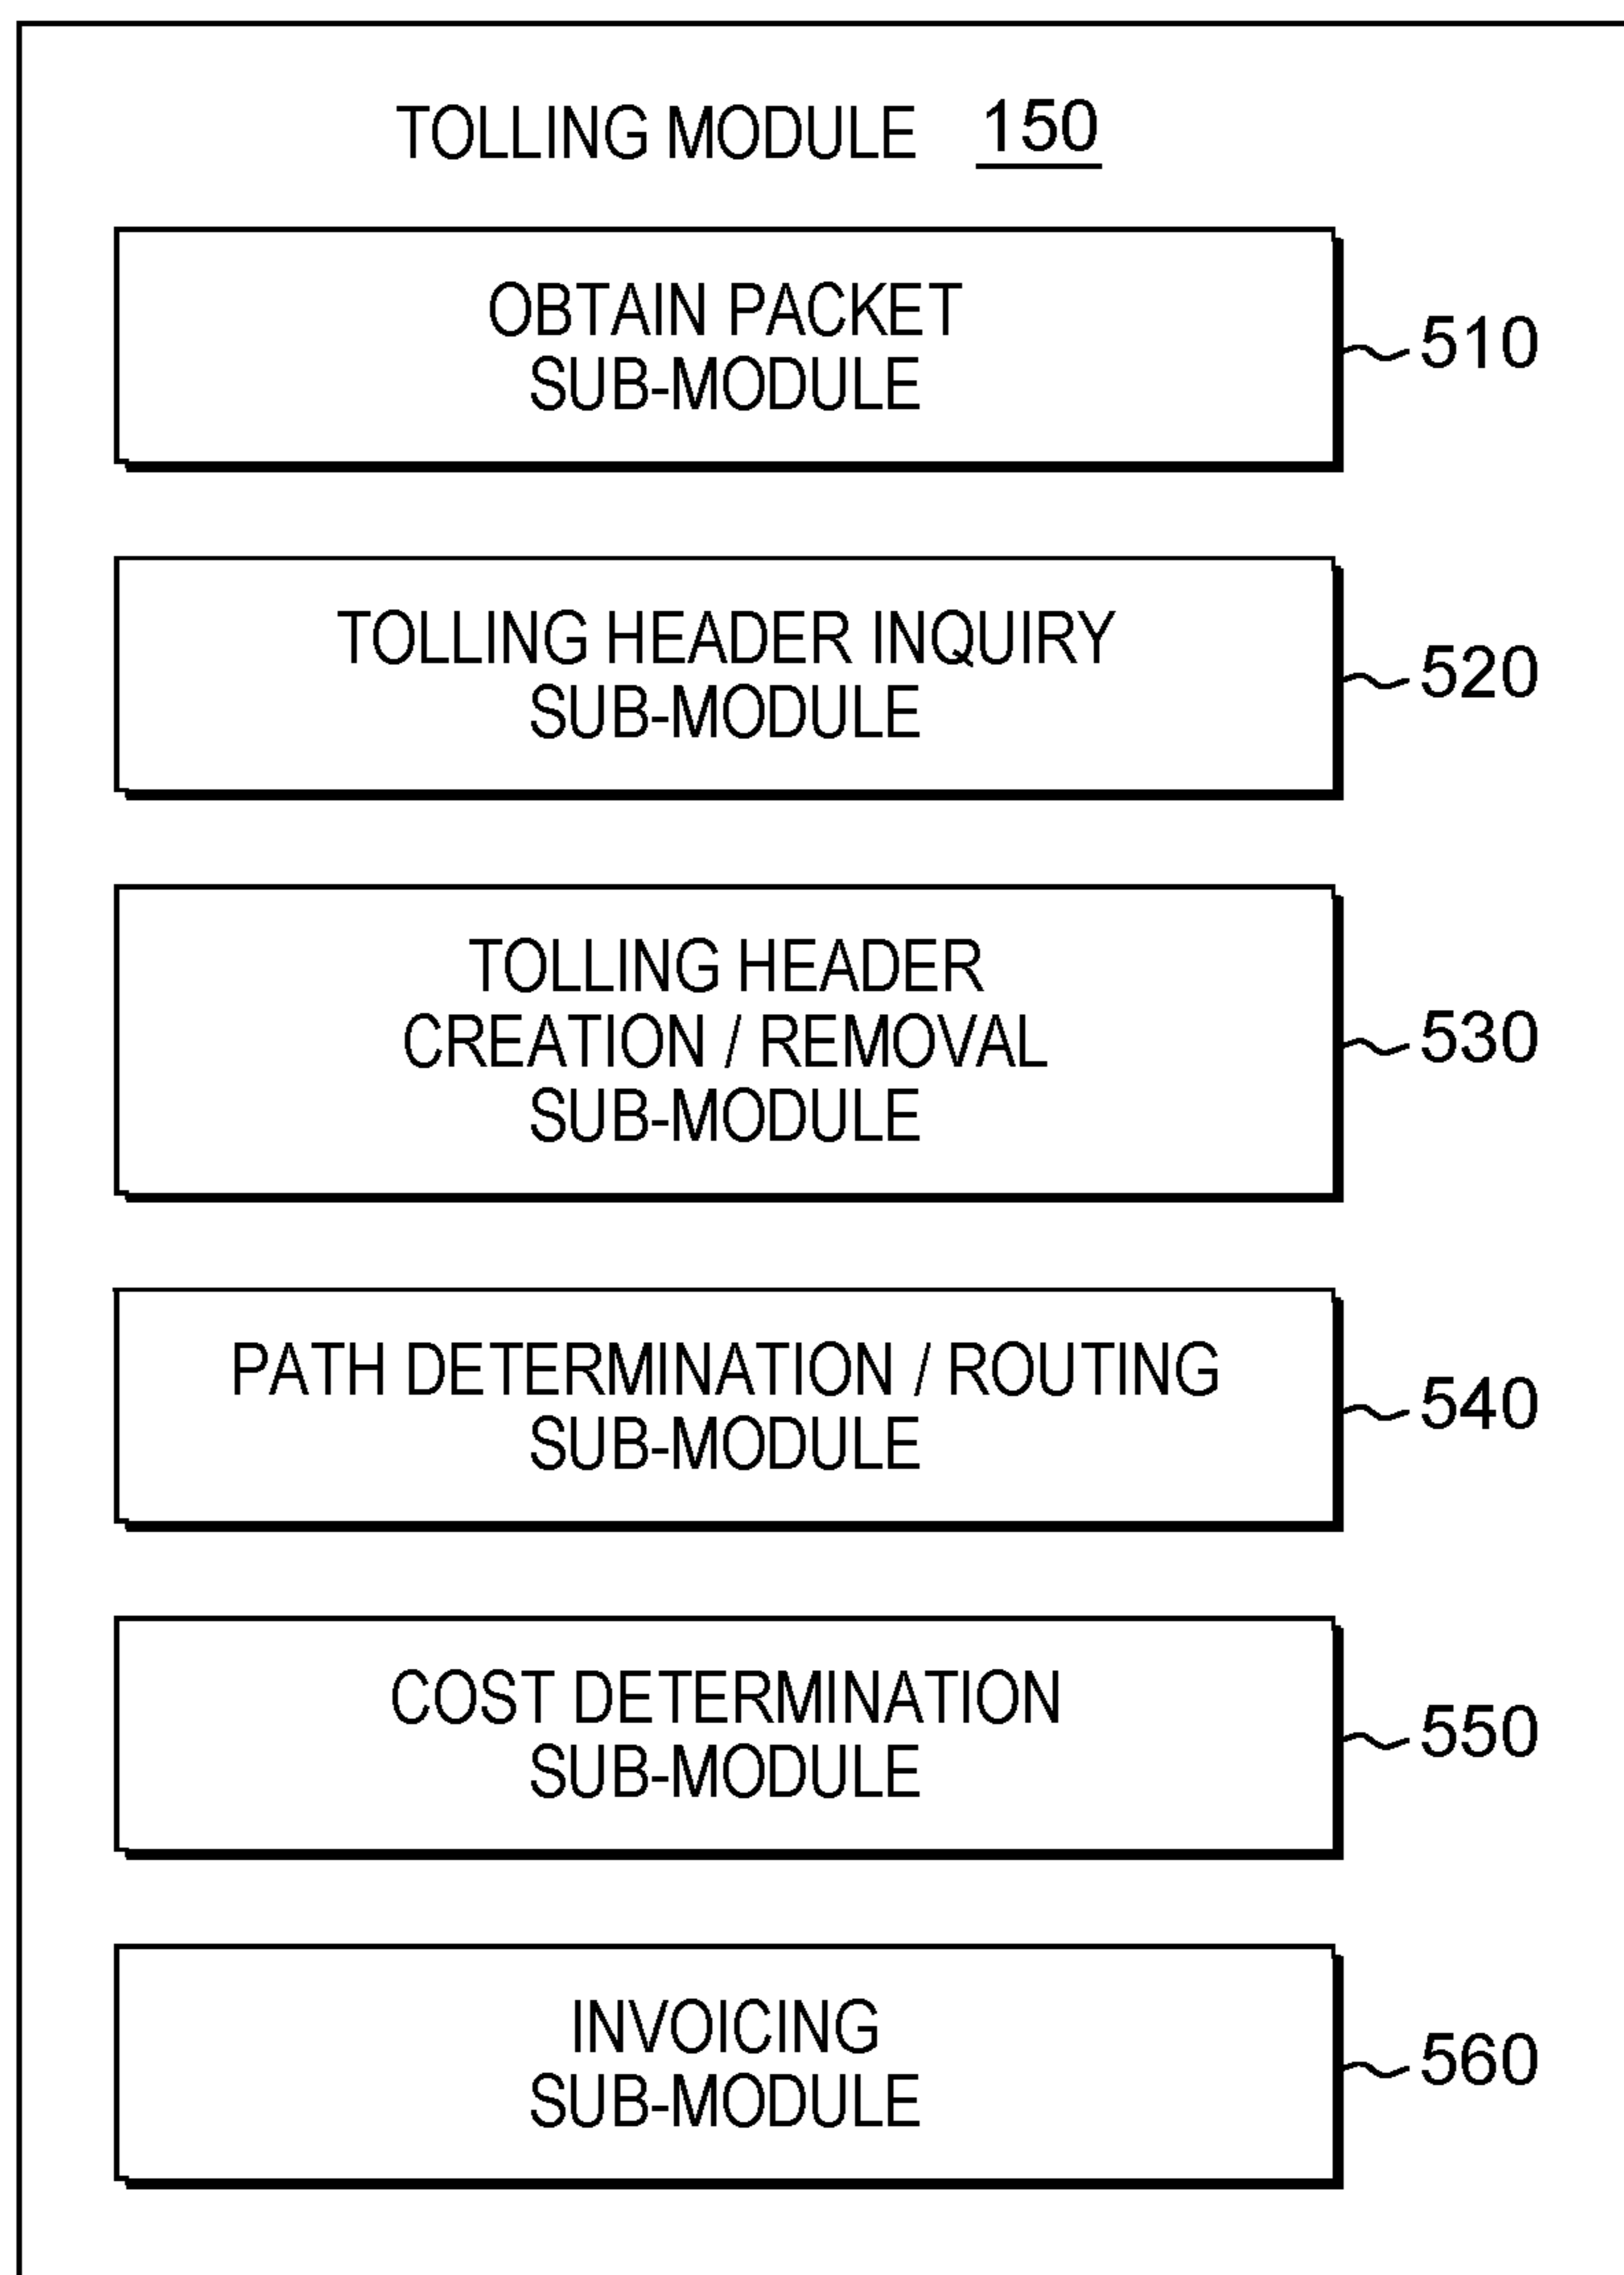 TOLLING MODULE 150
OBTAIN PACKET
SUB-MODULE
510
TOLLING HEADER INQUIRY
SUB-MODULE
520
TOLLING HEADER
CREATION / REMOVAL
SUB-MODULE
530
PATH DETERMINATION / ROUTING
SUB-MODULE
540
COST DETERMINATION
SUB-MODULE
550
INVOICING
SUB-MODULE
560